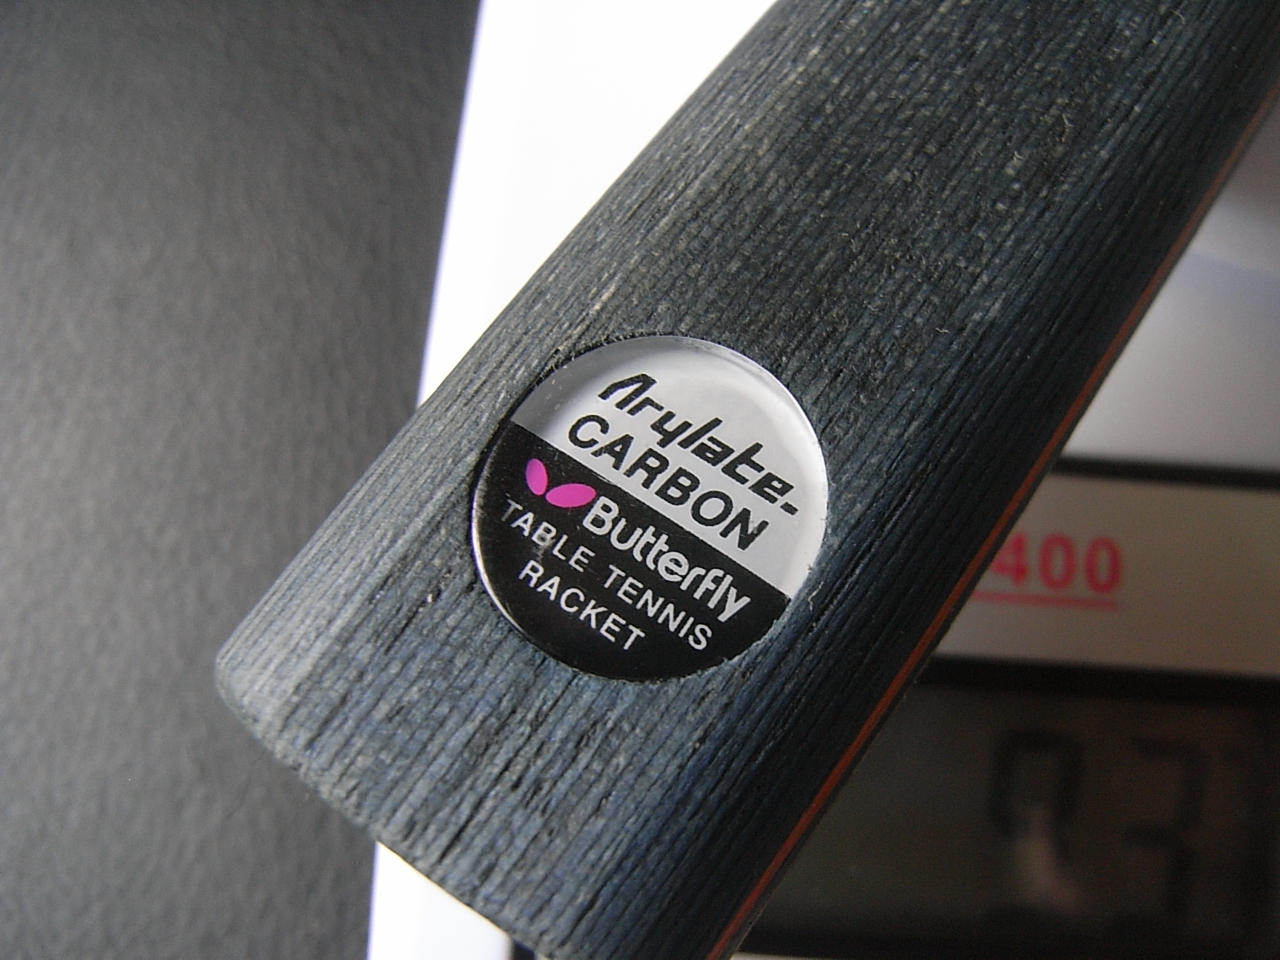 Arylate-
CARBON
Butterfly
TABLE TENNIS
RACKET
400